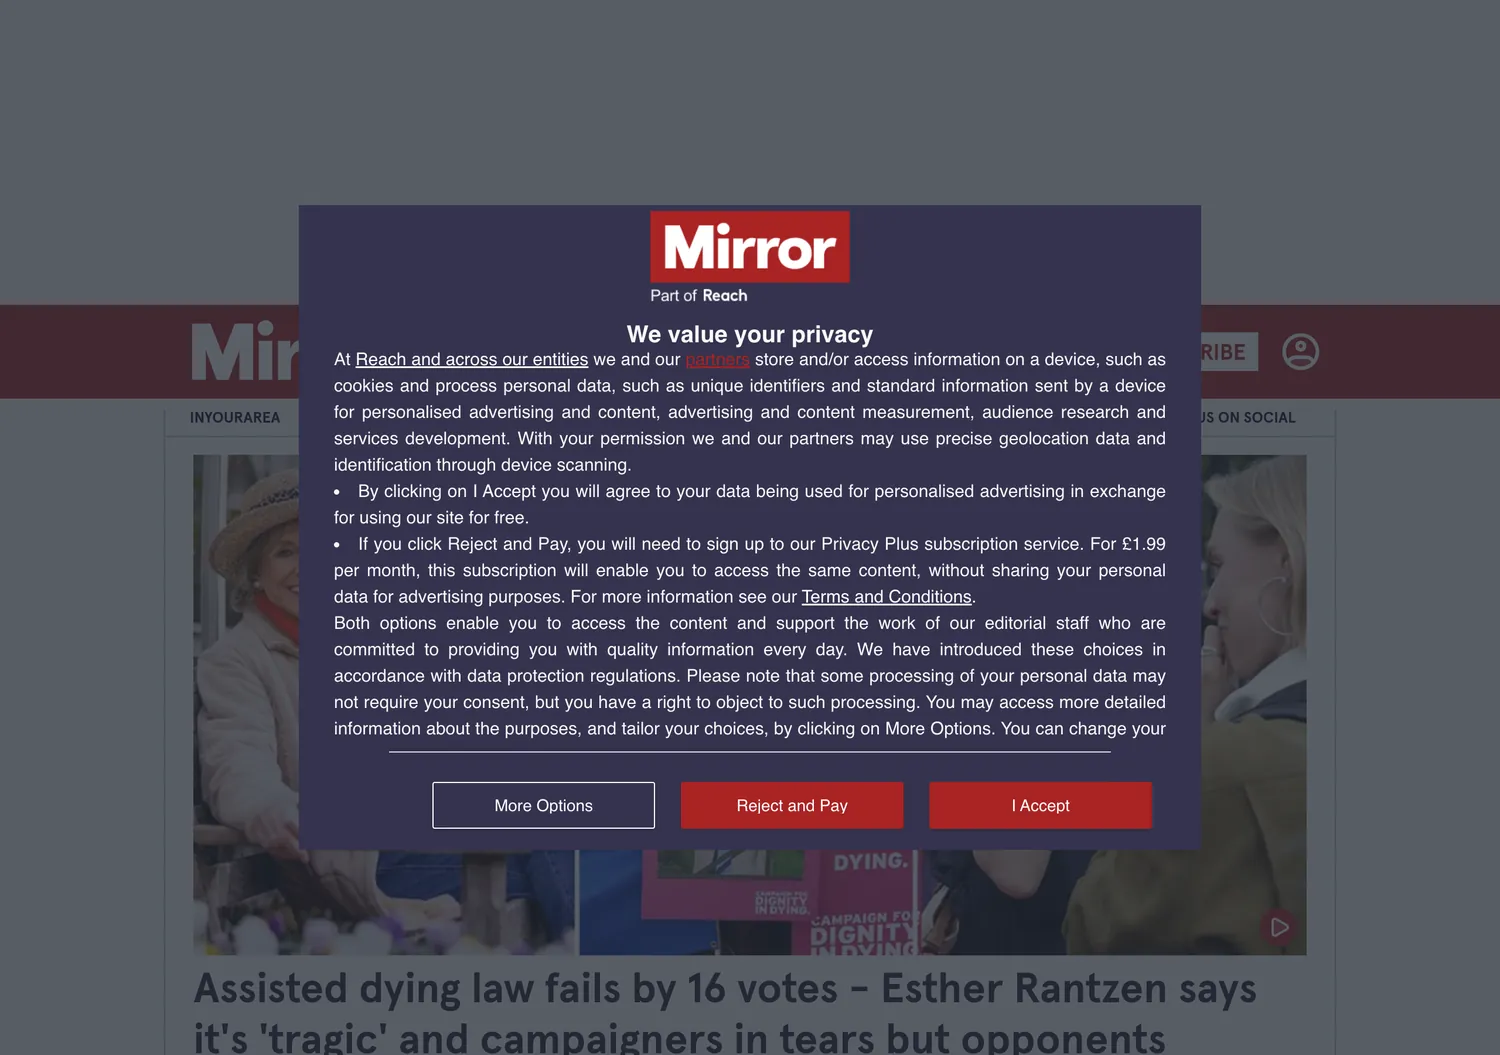 Mirror
Part of Reach
We value your privacy
At Reach and across our entities we and our partners store and/or access information on a device, such as
cookies and process personal data, such as unique identifiers and standard information sent by a device
for personalised advertising and content, advertising and content measurement, audience research and
services development. With your permission we and our partners may use precise geolocation data and
identification through device scanning.
• By clicking on I Accept you will agree to your data being used for personalised advertising in exchange
for using our site for free.
• If you click Reject and Pay, you will need to sign up to our Privacy Plus subscription service. For £1.99
per month, this subscription will enable you to access the same content, without sharing your personal
data for advertising purposes. For more information see our Terms and Conditions.
Both options enable you to access the content and support the work of our editorial staff who are
committed to providing you with quality information every day. We have introduced these choices in
accordance with data protection regulations. Please note that some processing of your personal data may
not require your consent, but you have a right to object to such processing. You may access more detailed
information about the purposes, and tailor your choices, by clicking on More Options. You can change your
More Options
Reject and Pay
I Accept
Mir
RIBE
INYOURAREA
US ON SOCIAL
DYING.
CAMPAIGN FOR
DIGNITY
IN DYING.
CAMPAIGN FO
DIGNITY
IN DYING
Assisted dying law fails by 16 votes - Esther Rantzen says
it's 'tragic' and campaigners in tears but opponents